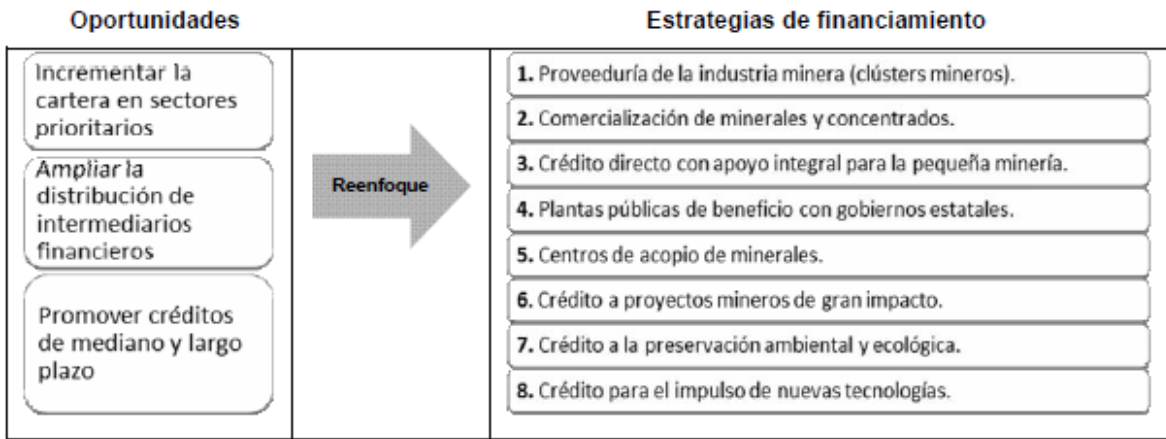 Oportunidades
Estrategias de financiamiento
Incrementar la
cartera en sectores
prioritarios
Ampliar la
distribución de
intermediarios
financieros
Promover créditos
de mediano y largo
plazo
Reenfoque
1. Proveeduría de la industria minera (clústers mineros).
2. Comercialización de minerales y concentrados.
3. Crédito directo con apoyo integral para la pequeña minería.
4. Plantas públicas de beneficio con gobiernos estatales.
5. Centros de acopio de minerales.
6. Crédito a proyectos mineros de gran impacto.
7. Crédito a la preservación ambiental y ecológica.
8. Crédito para el impulso de nuevas tecnologías.